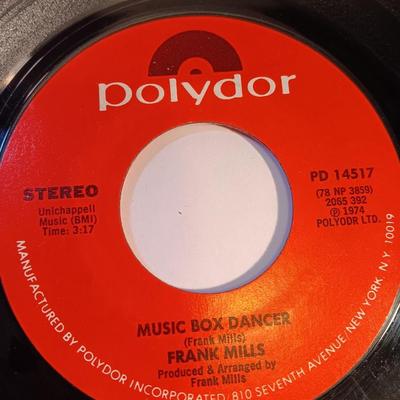 polydor
STEREO
Unichappell
Music (BMI)
Time: 3:17
PD 14517
(78 NP 3859)
2065 392
℗ 1974
POLYODR LTD.
MUSIC BOX DANCER
(Frank Mills)
FRANK MILLS
Produced & Arranged by
Frank Mills
MANUFACTURED BY POLYDOR INCORPORATED/810 SEVENTH AVENUE/NEW YORK, N.Y. 10019